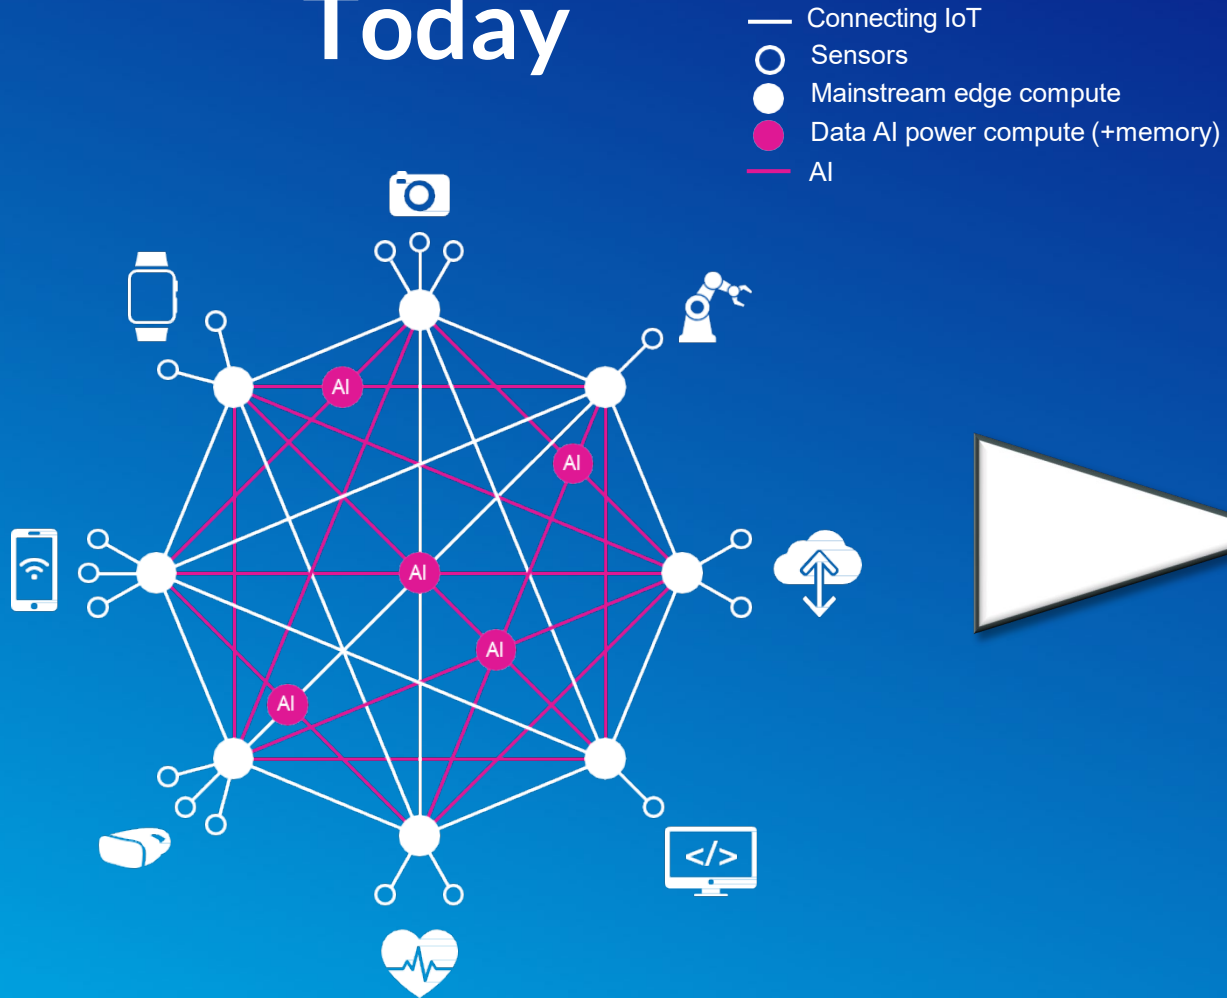 Today
Connecting IoT
Sensors
Mainstream edge compute
Data AI power compute (+memory)
AI
AI
AI
AI
AI
AI
</>